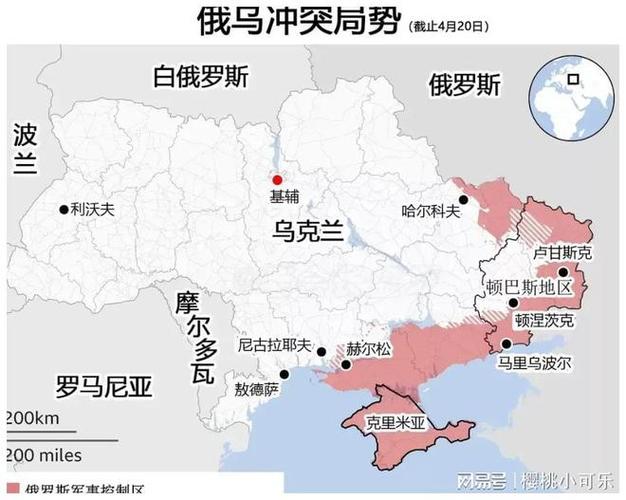 俄乌冲突局势 (截止4月20日)
白俄罗斯
俄罗斯
波兰
利沃夫
基辅
哈尔科夫
乌克兰
卢甘斯克
顿巴斯地区
顿涅茨克
摩尔多瓦
尼古拉耶夫
赫尔松
马里乌波尔
罗马尼亚
敖德萨
克里米亚
200km
200 miles
俄罗斯军事控制区
网易号 | 樱桃小可乐